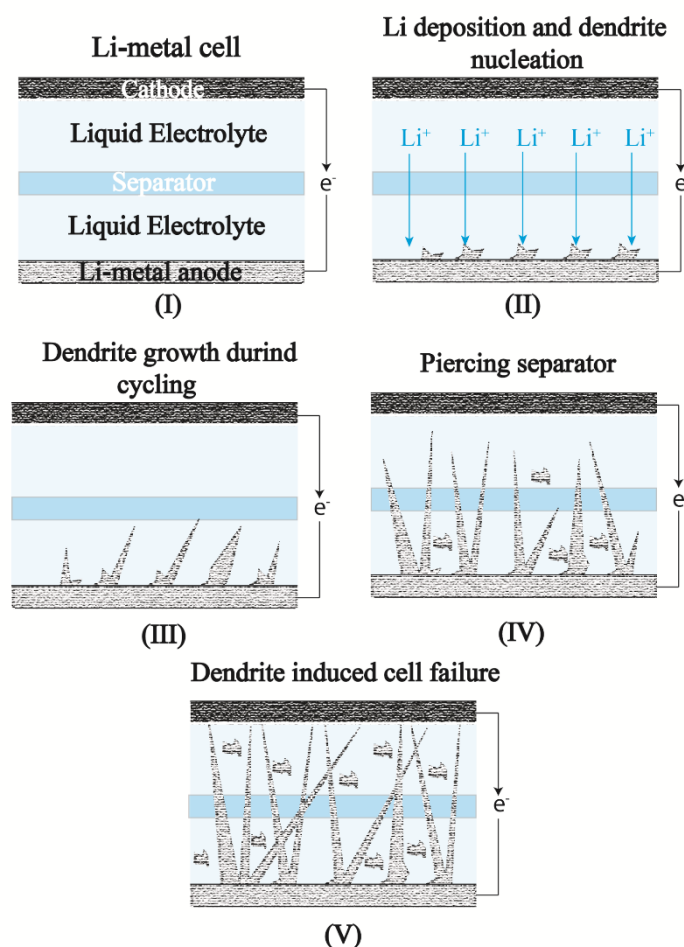 Li-metal cell
Cathode
Liquid Electrolyte
Separator
e-
Liquid Electrolyte
Li-metal anode
(I)
Li deposition and dendrite
nucleation
Li⁺ Li⁺ Li⁺ Li⁺ Li⁺
e-
(II)
Dendrite growth durind
cycling
e-
(III)
Piercing separator
e-
(IV)
Dendrite induced cell failure
e-
(V)